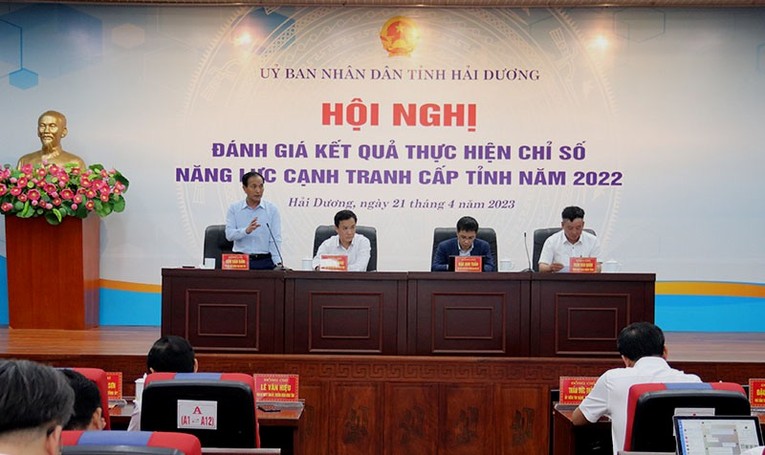 UỶ BAN NHÂN DÂN TỈNH HẢI DƯƠNG
HỘI NGHỊ
ĐÁNH GIÁ KẾT QUẢ THỰC HIỆN CHỈ SỐ
NĂNG LỰC CẠNH TRANH CẤP TỈNH NĂM 2022
Hải Dương, ngày 21 tháng 4 năm 2023
LÊ VĂN HIỆU
A
(A1 - A12)